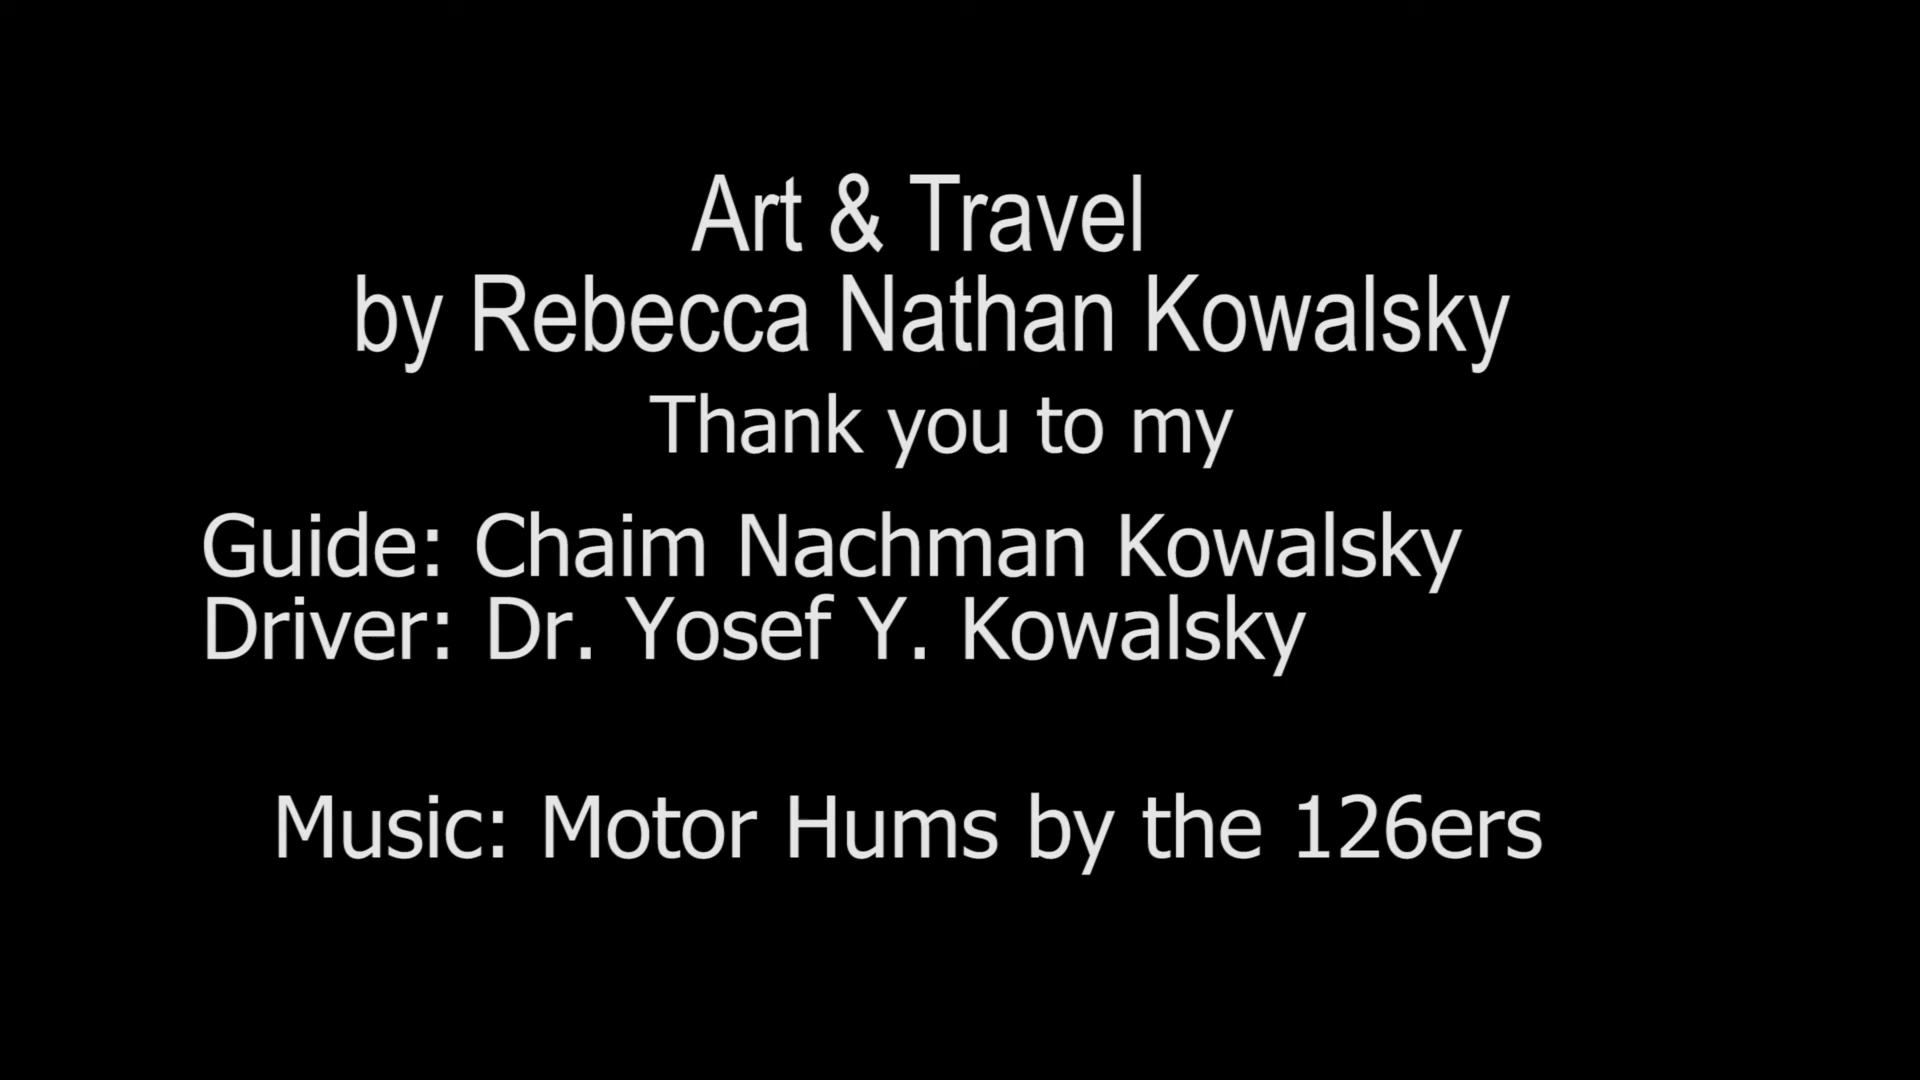 Art & Travel
by Rebecca Nathan Kowalsky
Thank you to my
Guide: Chaim Nachman Kowalsky
Driver: Dr. Yosef Y. Kowalsky
Music: Motor Hums by the 126ers